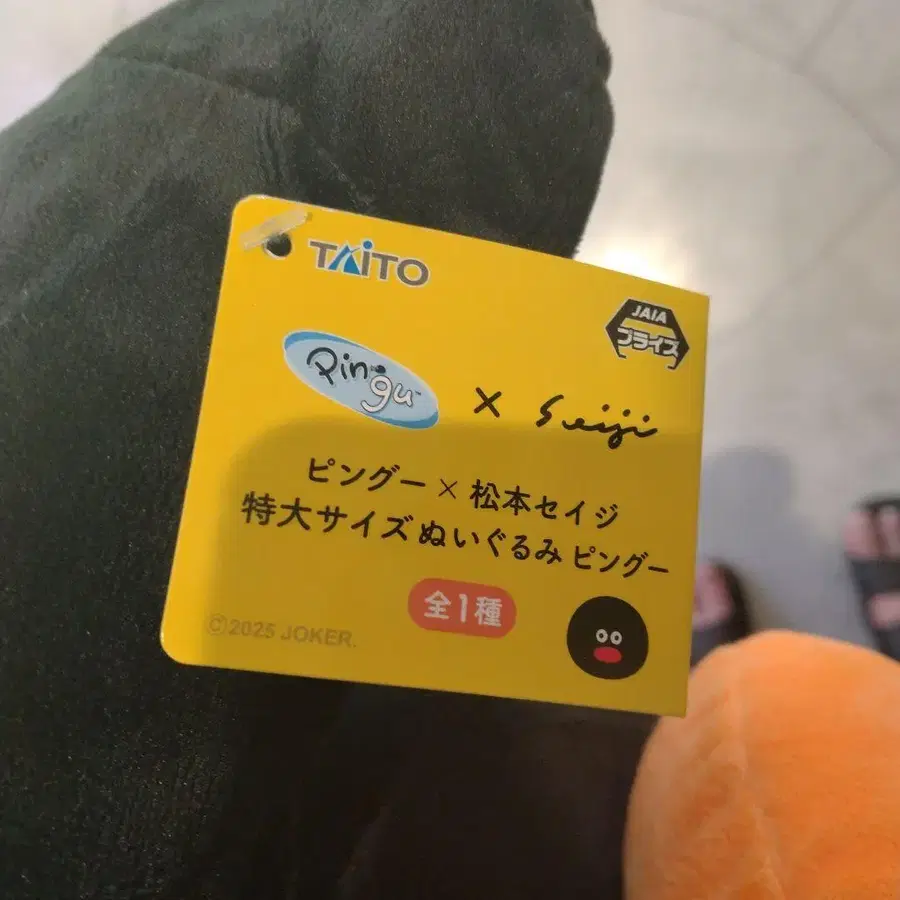 TAITO
JAIA
プライズ
Pingu™ × Seiji
ピングー×松本セイジ
特大サイズぬいぐるみ ピングー
全1種
©2025 JOKER.